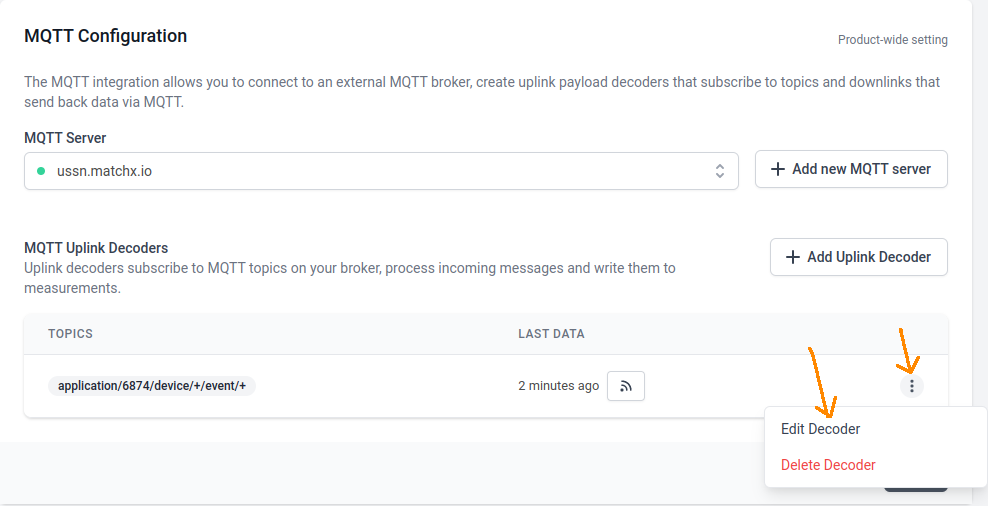 MQTT Configuration
Product-wide setting
The MQTT integration allows you to connect to an external MQTT broker, create uplink payload decoders that subscribe to topics and downlinks that
send back data via MQTT.
MQTT Server
ussn.matchx.io
Add new MQTT server
MQTT Uplink Decoders
Uplink decoders subscribe to MQTT topics on your broker, process incoming messages and write them to
measurements.
Add Uplink Decoder
TOPICS
LAST DATA
application/6874/device/+/event/+
2 minutes ago
Edit Decoder
Delete Decoder